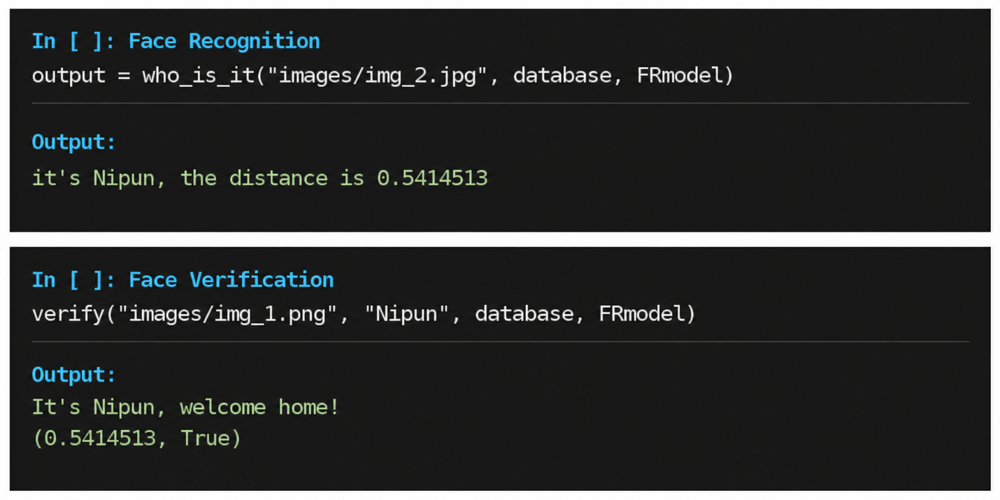 In [ ]: Face Recognition
output = who_is_it("images/img_2.jpg", database, FRmodel)
Output:
it's Nipun, the distance is 0.5414513
In [ ]: Face Verification
verify("images/img_1.png", "Nipun", database, FRmodel)
Output:
It's Nipun, welcome home!
(0.5414513, True)